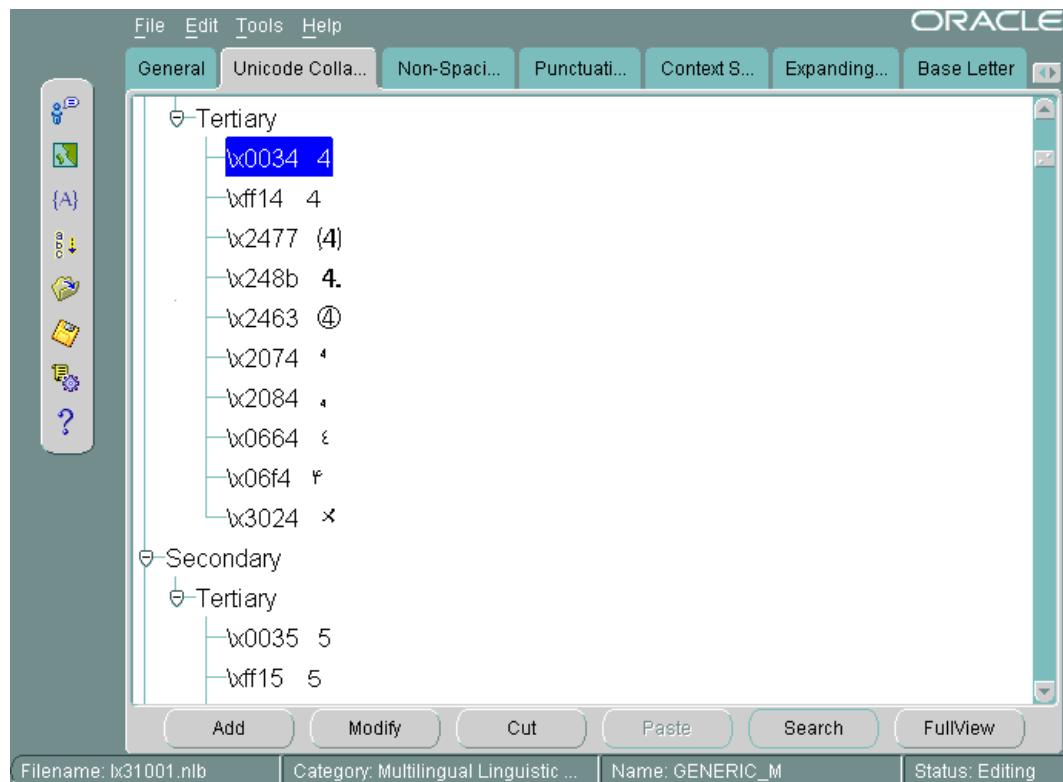 File Edit Tools Help
ORACLE
General Unicode Colla... Non-Spaci... Punctuati... Context S... Expanding... Base Letter
{A}
a
b
c
?
Tertiary
\x0034 4
\xff14 4
\x2477 (4)
\x248b 4.
\x2463 ④
\x2074 ⁴
\x2084 ₄
\x0664 ٤
\x06f4 ۴
\x3024 〤
Secondary
Tertiary
\x0035 5
\xff15 5
Add Modify Cut Paste Search FullView
Filename: lx31001.nlb Category: Multilingual Linguistic ... Name: GENERIC_M Status: Editing